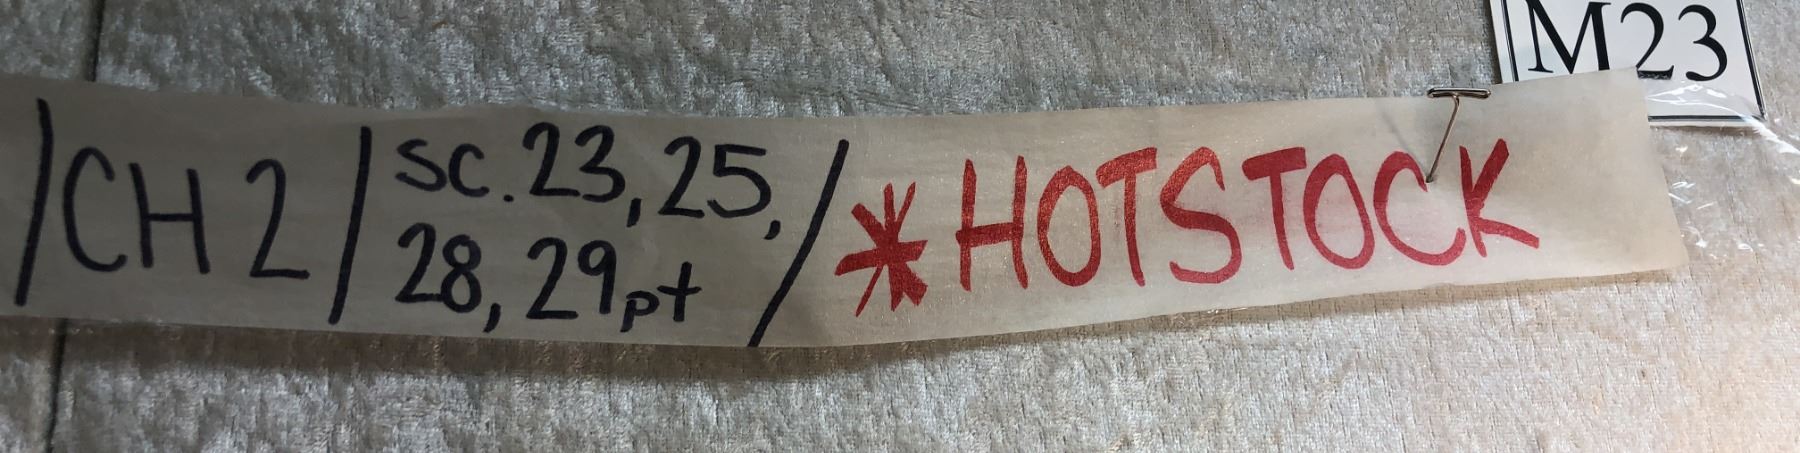 M23
/CH 2/ sc. 23, 25, / *HOTSTOCK
28, 29pt